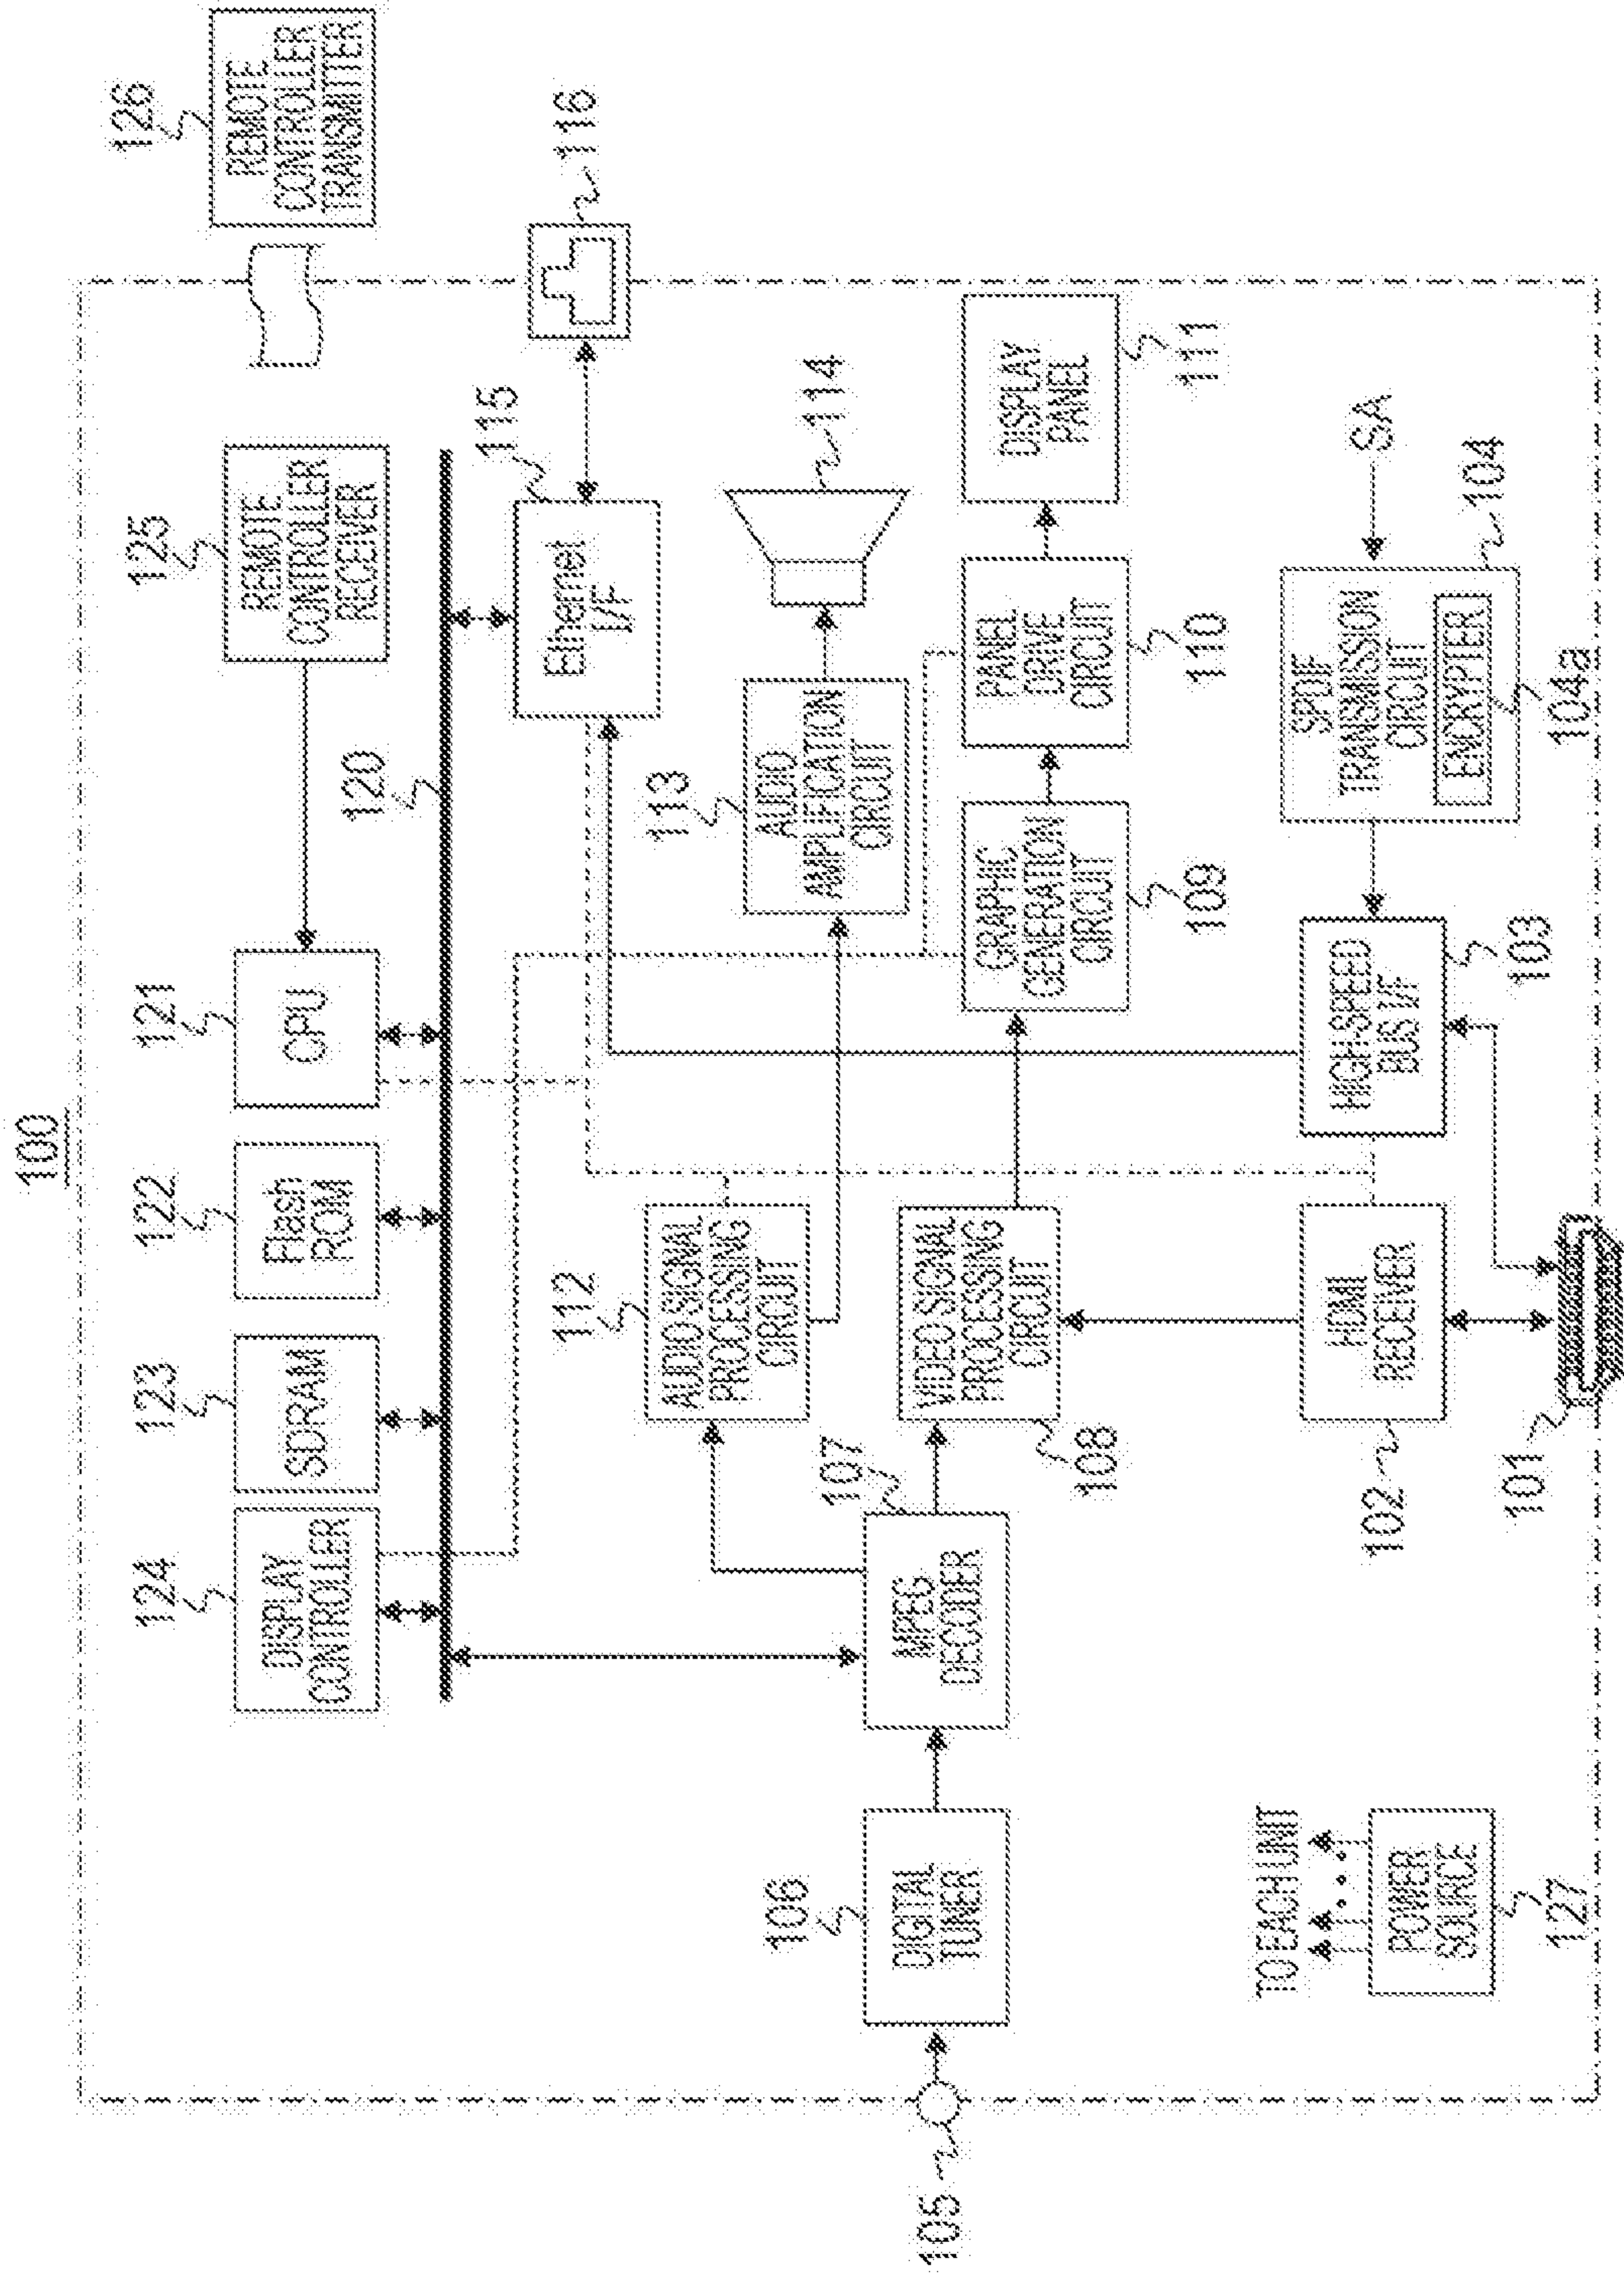 100
124
DISPLAY
CONTROLLER
123
SDRAM
122
Flash
ROM
121
CPU
125
REMOTE
CONTROLLER
RECEIVER
126
REMOTE
CONTROLLER
TRANSMITTER
120
115
Ethernet
I/F
116
112
AUDIO SIGNAL
PROCESSING
CIRCUIT
113
AUDIO
AMPLIFICATION
CIRCUIT
114
105
106
DIGITAL
TUNER
107
MPEG
DECODER
VIDEO SIGNAL
PROCESSING
CIRCUIT
108
GRAPHIC
GENERATION
CIRCUIT
109
PANEL
DRIVE
CIRCUIT
110
DISPLAY
PANEL
111
TO EACH UNIT
POWER
SOURCE
127
102
HDMI
RECEIVER
101
HIGH-SPEED
BUS I/F
103
SPDIF
TRANSMISSION
CIRCUIT
ENCRYPTER
104a
104
SA